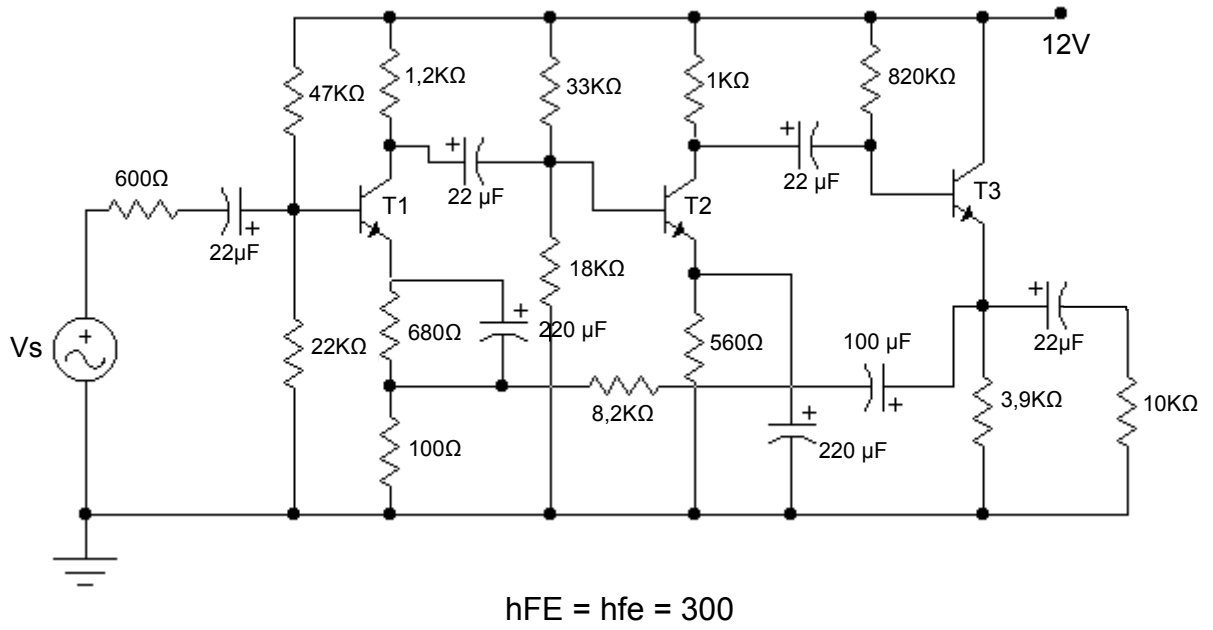 12V
1,2KΩ
33KΩ
1KΩ
820KΩ
47KΩ
600Ω
T1
22 µF
T2
22 µF
T3
22µF
18KΩ
Vs
22KΩ
680Ω
220 µF
560Ω
100 µF
22µF
8,2KΩ
3,9KΩ
10KΩ
100Ω
220 µF
hFE = hfe = 300